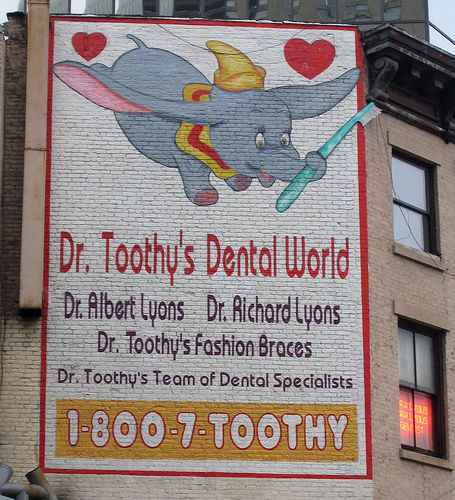 Dr. Toothy's Dental World
Dr. Albert Lyons Dr. Richard Lyons
Dr. Toothy's Fashion Braces
Dr. Toothy's Team of Dental Specialists
1-800-7-TOOTHY